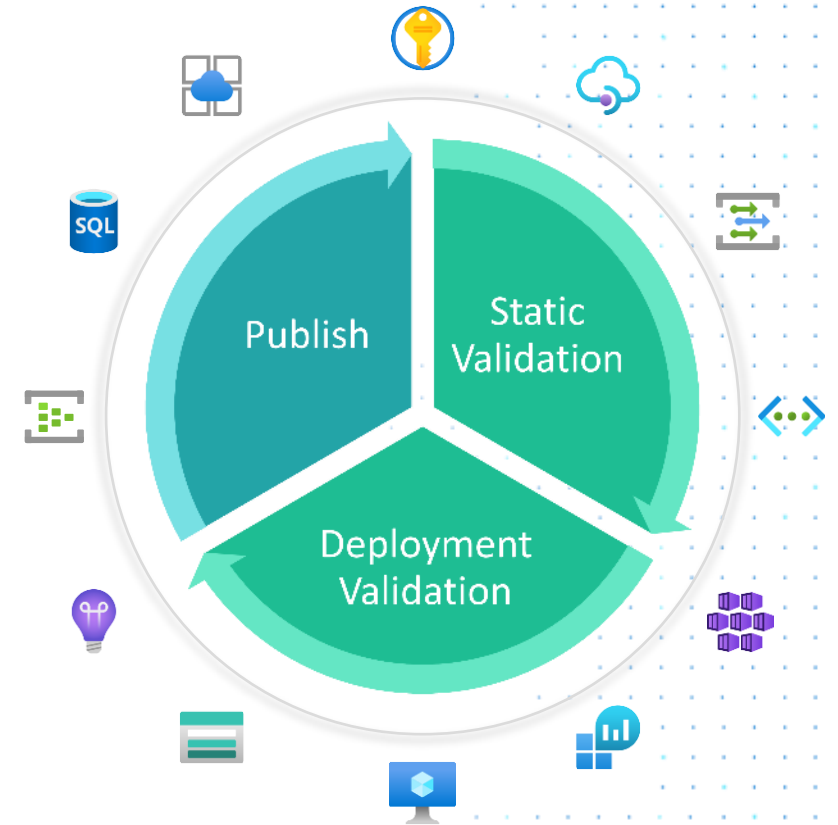 SQL
Publish
Static
Validation
Deployment
Validation